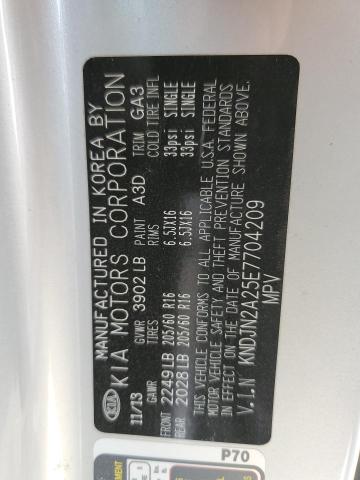 MANUFACTURED IN KOREA BY
KIA KIA MOTORS CORPORATION
11/13 GVWR 3902 LB PAINT A3D TRIM GA3
GAWR TIRES RIMS COLD TIRE INFL
FRONT 2249 LB 205/60 R16 6.5JX16 33psi SINGLE
REAR 2028 LB 205/60 R16 6.5JX16 33psi SINGLE
THIS VEHICLE CONFORMS TO ALL APPLICABLE U.S.A. FEDERAL
MOTOR VEHICLE SAFETY AND THEFT PREVENTION STANDARDS
IN EFFECT ON THE DATE OF MANUFACTURE SHOWN ABOVE.
V.I.N KNDJN2A25E7704209
MPV
P70